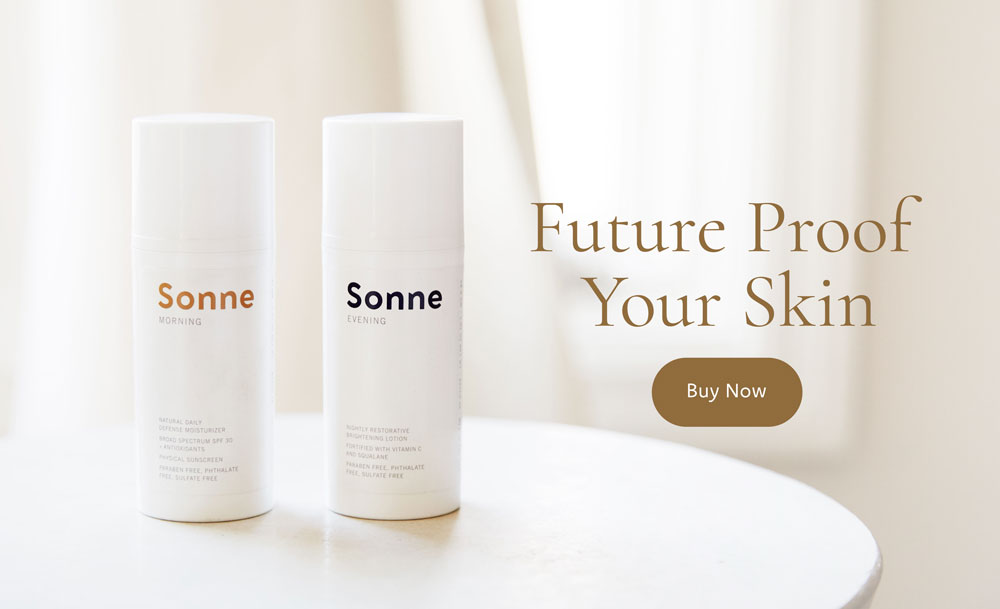 Sonne
MORNING
NATURAL DAILY
DEFENSE MOISTURIZER
BROAD SPECTRUM SPF 30
+ ANTIOXIDANTS
PHYSICAL SUNSCREEN
PARABEN FREE, PHTHALATE
FREE, SULFATE FREE
Sonne
EVENING
NIGHTLY RESTORATIVE
BRIGHTENING LOTION
FORTIFIED WITH VITAMIN C
AND SQUALANE
PARABEN FREE, PHTHALATE
FREE, SULFATE FREE
Future Proof
Your Skin
Buy Now